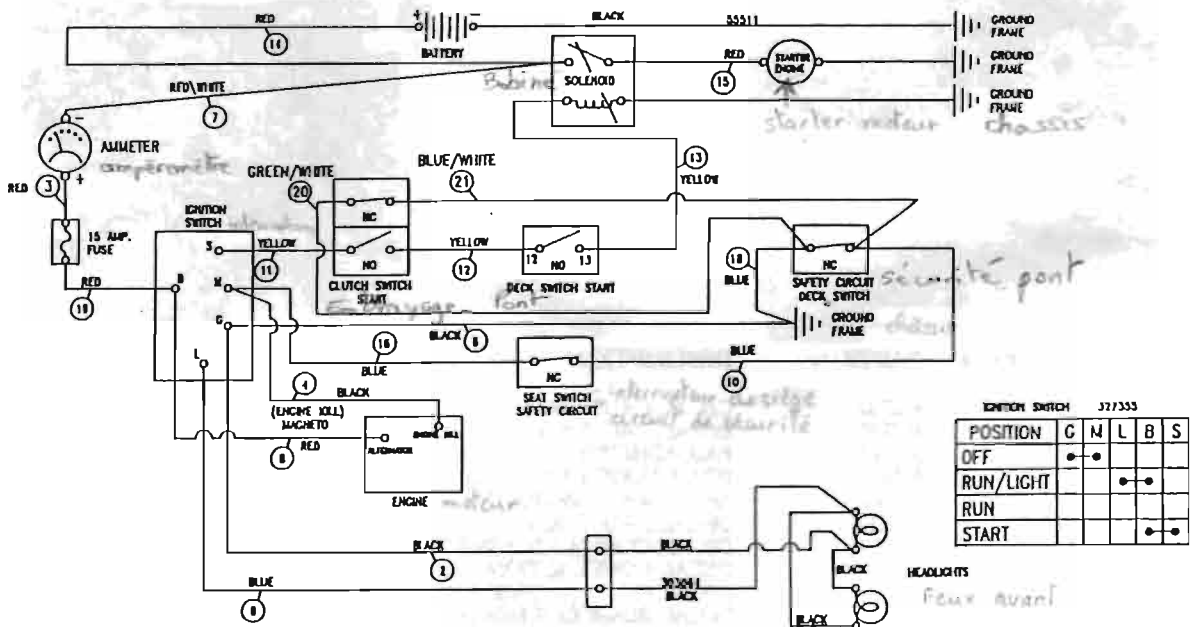 RED
14
+
-
BATTERY
BLACK
55511
GROUND
FRAME
RED
15
STARTER
ENGINE
GROUND
FRAME
Bobine
SOLENOID
GROUND
FRAME
starter moteur
chassis
RED\WHITE
7
-
AMMETER
ampèromètre
+
RED
3
15 AMP.
FUSE
RED
19
GREEN/WHITE
20
BLUE/WHITE
21
13
YELLOW
IGNITION
SWITCH
S
B
M
G
L
YELLOW
11
NC
NO
CLUTCH SWITCH
START
Embrayage
YELLOW
12
12
13
NO
DECK SWITCH START
Pont
18
BLUE
NC
SAFETY CIRCUIT
DECK SWITCH
sécurité pont
GROUND
FRAME
BLACK
16
BLUE
NC
SEAT SWITCH
SAFETY CIRCUIT
interrupteur de siège
circuit de sécurité
BLUE
10
4
BLACK
(ENGINE KILL)
MAGNETO
RED
ENGINE KILL
ALTERNATOR
ENGINE
moteur
IGNITION SWITCH 327355
POSITION G M L B S
OFF
RUN/LIGHT
RUN
START
BLACK
2
BLUE
BLACK
303061
BLACK
BLACK
BLACK
HEADLIGHTS
Feux avant